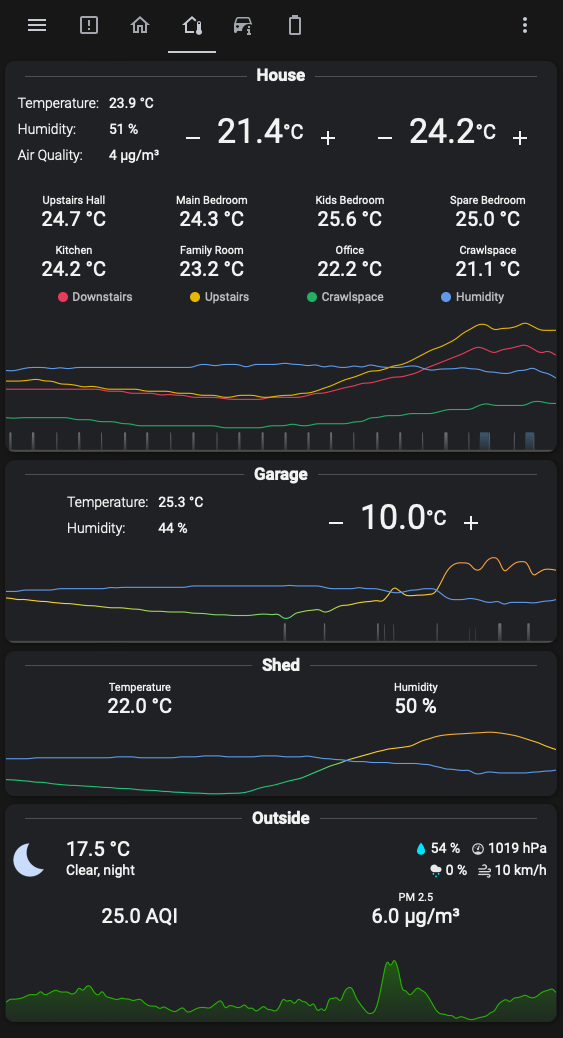 House
Temperature: 23.9 °C
Humidity: 51 %
Air Quality: 4 µg/m³
− 21.4°C + − 24.2°C +
Upstairs Hall Main Bedroom Kids Bedroom Spare Bedroom
24.7 °C 24.3 °C 25.6 °C 25.0 °C
Kitchen Family Room Office Crawlspace
24.2 °C 23.2 °C 22.2 °C 21.1 °C
Downstairs Upstairs Crawlspace Humidity
Garage
Temperature: 25.3 °C
Humidity: 44 %
− 10.0°C +
Shed
Temperature Humidity
22.0 °C 50 %
Outside
17.5 °C
Clear, night
54 % 1019 hPa
0 % 10 km/h
PM 2.5
25.0 AQI 6.0 µg/m³